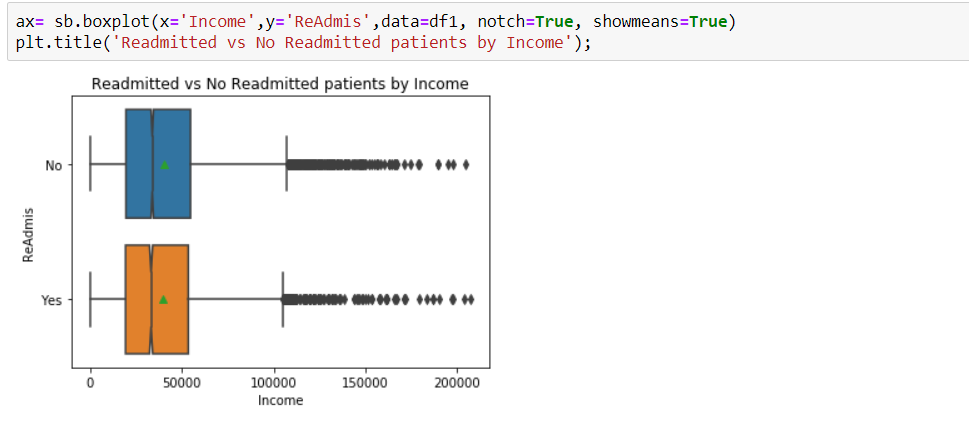 ax= sb.boxplot(x='Income',y='ReAdmis',data=df1, notch=True, showmeans=True)
plt.title('Readmitted vs No Readmitted patients by Income');
Readmitted vs No Readmitted patients by Income
No
ReAdmis
Yes
0 50000 100000 150000 200000
Income